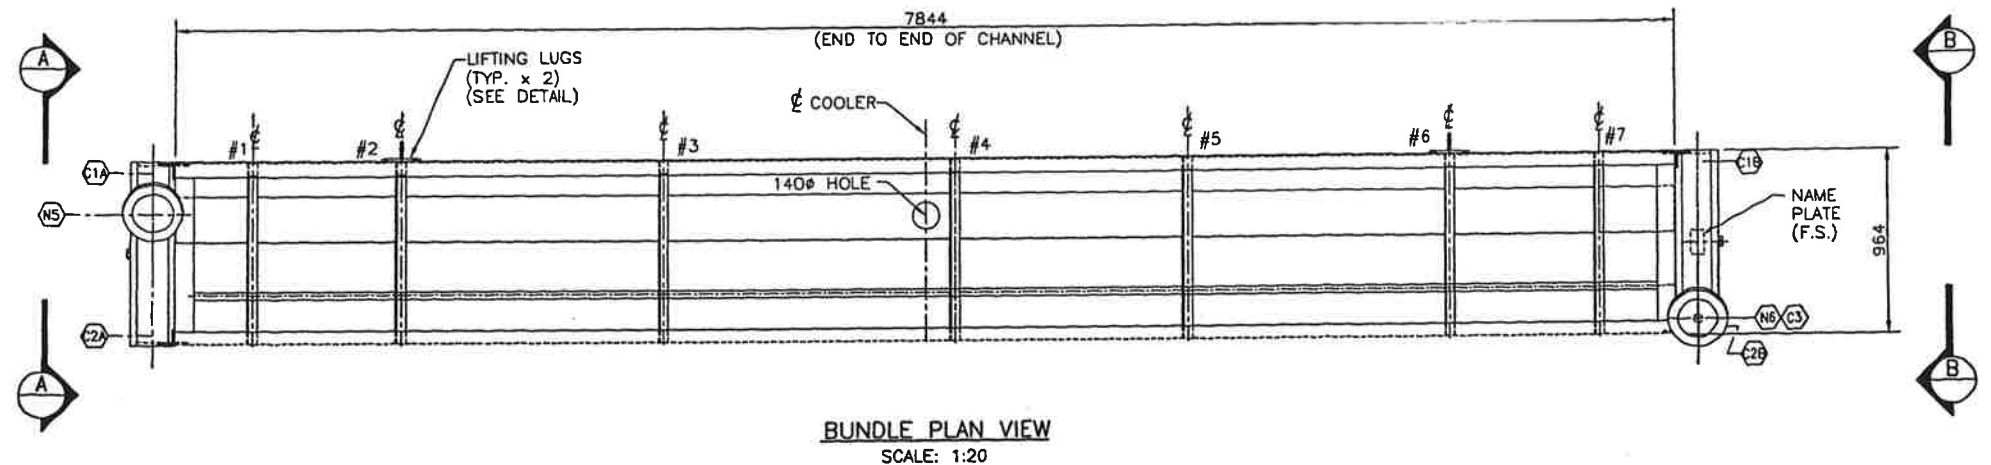 7844
(END TO END OF CHANNEL)
A
B
LIFTING LUGS
(TYP. x 2)
(SEE DETAIL)
℄ COOLER
℄
℄
℄
℄
℄
℄
℄
#1
#2
#3
#4
#5
#6
#7
C1A
C1B
140ø HOLE
N5
NAME
PLATE
(F.S.)
964
N6
C3
C2A
C2B
A
B
BUNDLE PLAN VIEW
SCALE: 1:20